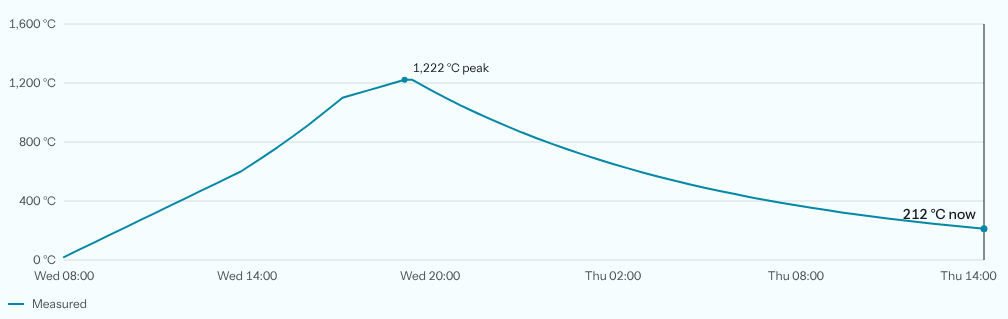 1,600 °C
1,222 °C peak
1,200 °C
800 °C
400 °C
212 °C now
0 °C
Wed 08:00 Wed 14:00 Wed 20:00 Thu 02:00 Thu 08:00 Thu 14:00
Measured